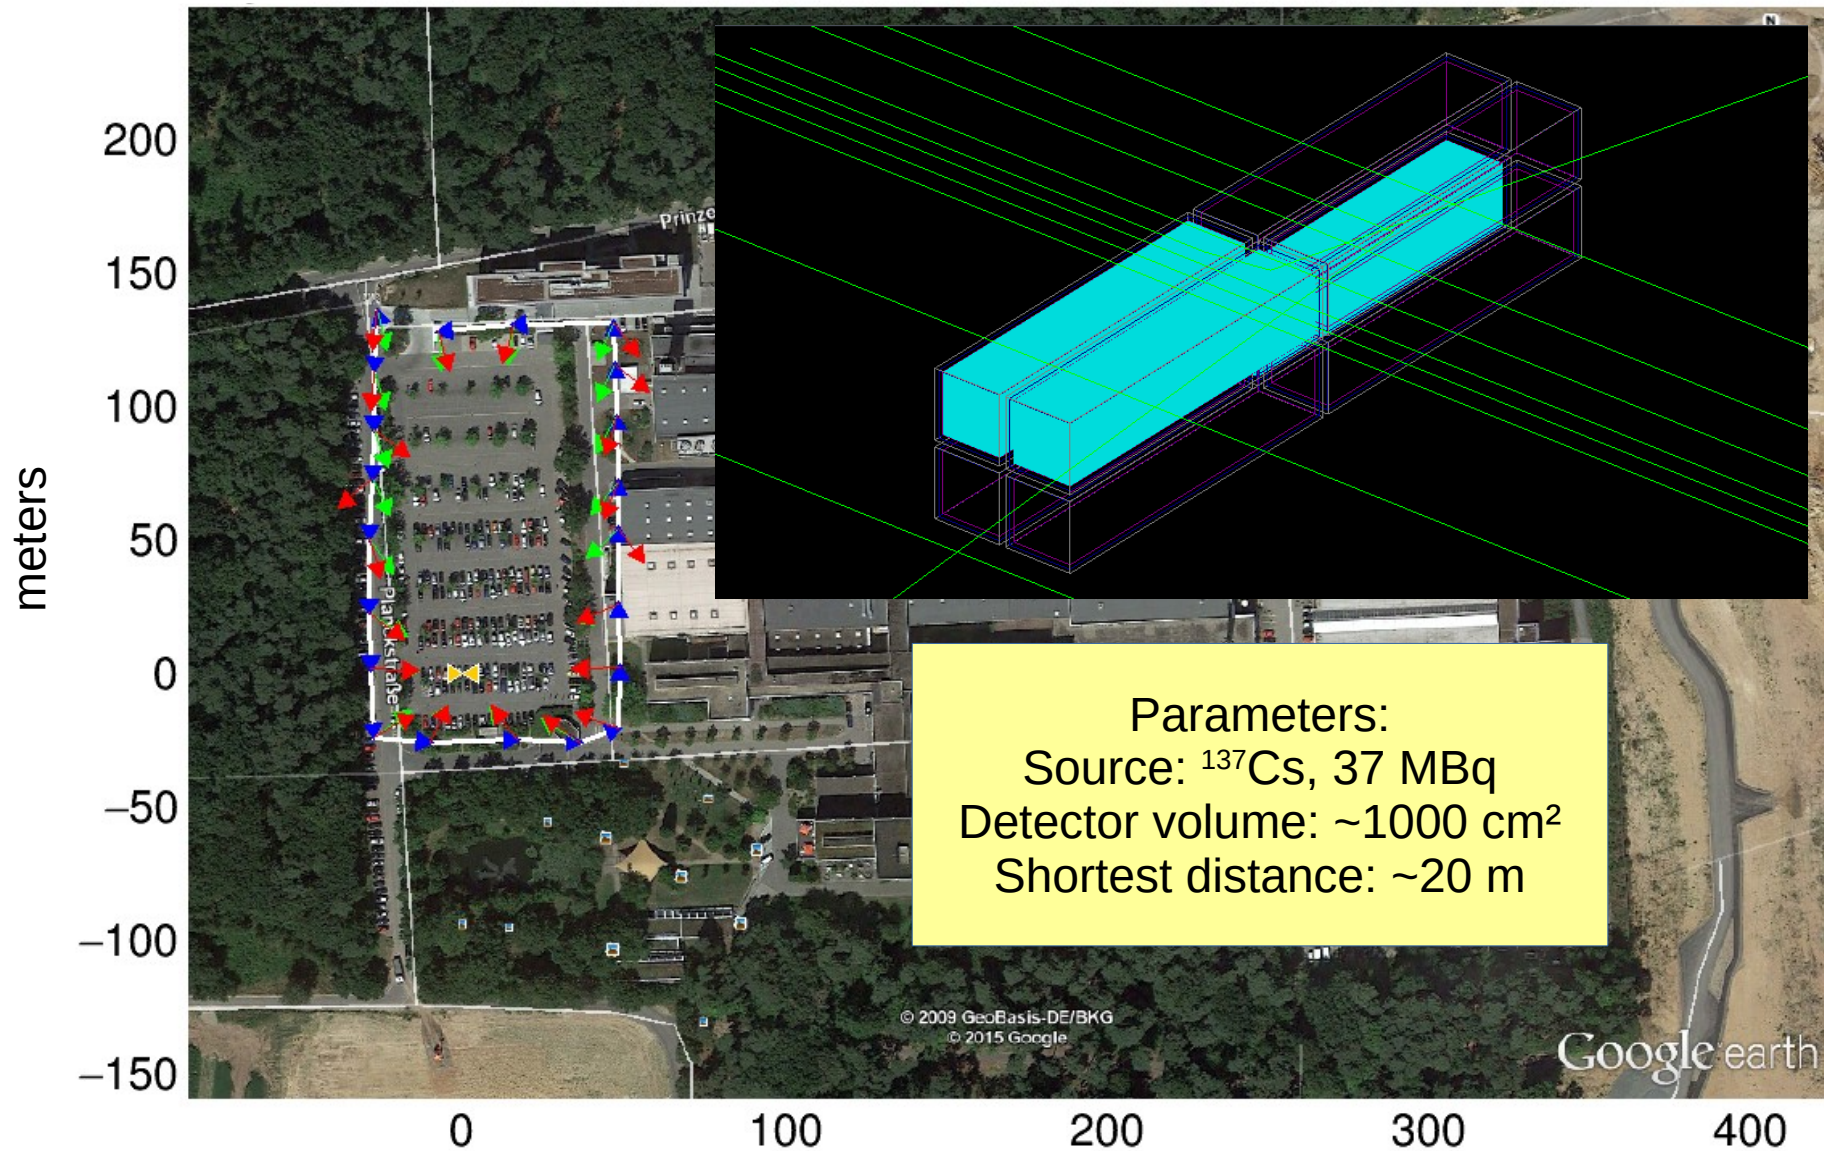 meters
200
150
100
50
0
−50
−100
−150
0
100
200
300
400
N
Prinze
Planckstraße
Parameters:
Source: ¹³⁷Cs, 37 MBq
Detector volume: ~1000 cm²
Shortest distance: ~20 m
© 2009 GeoBasis-DE/BKG
© 2015 Google
Google earth